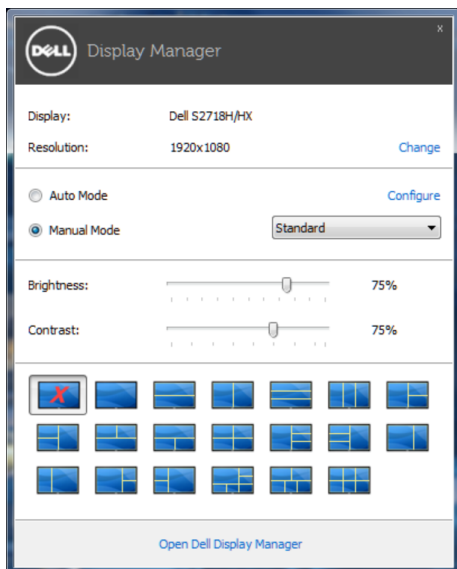 DELL Display Manager x
Display: Dell S2718H/HX
Resolution: 1920x1080 Change
Auto Mode Configure
Manual Mode Standard
Brightness: 75%
Contrast: 75%
X
Open Dell Display Manager